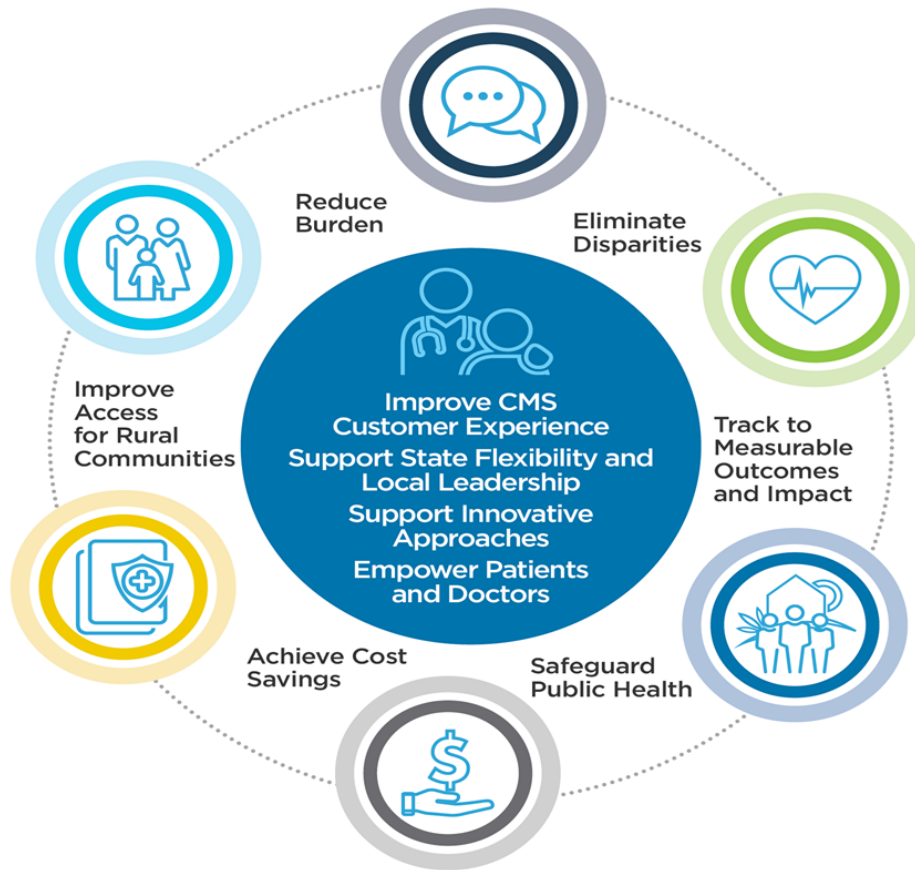 Reduce
Burden
Eliminate
Disparities
Improve
Access
for Rural
Communities
Improve CMS
Customer Experience
Support State Flexibility and
Local Leadership
Support Innovative
Approaches
Empower Patients
and Doctors
Track to
Measurable
Outcomes
and Impact
Achieve Cost
Savings
Safeguard
Public Health
$